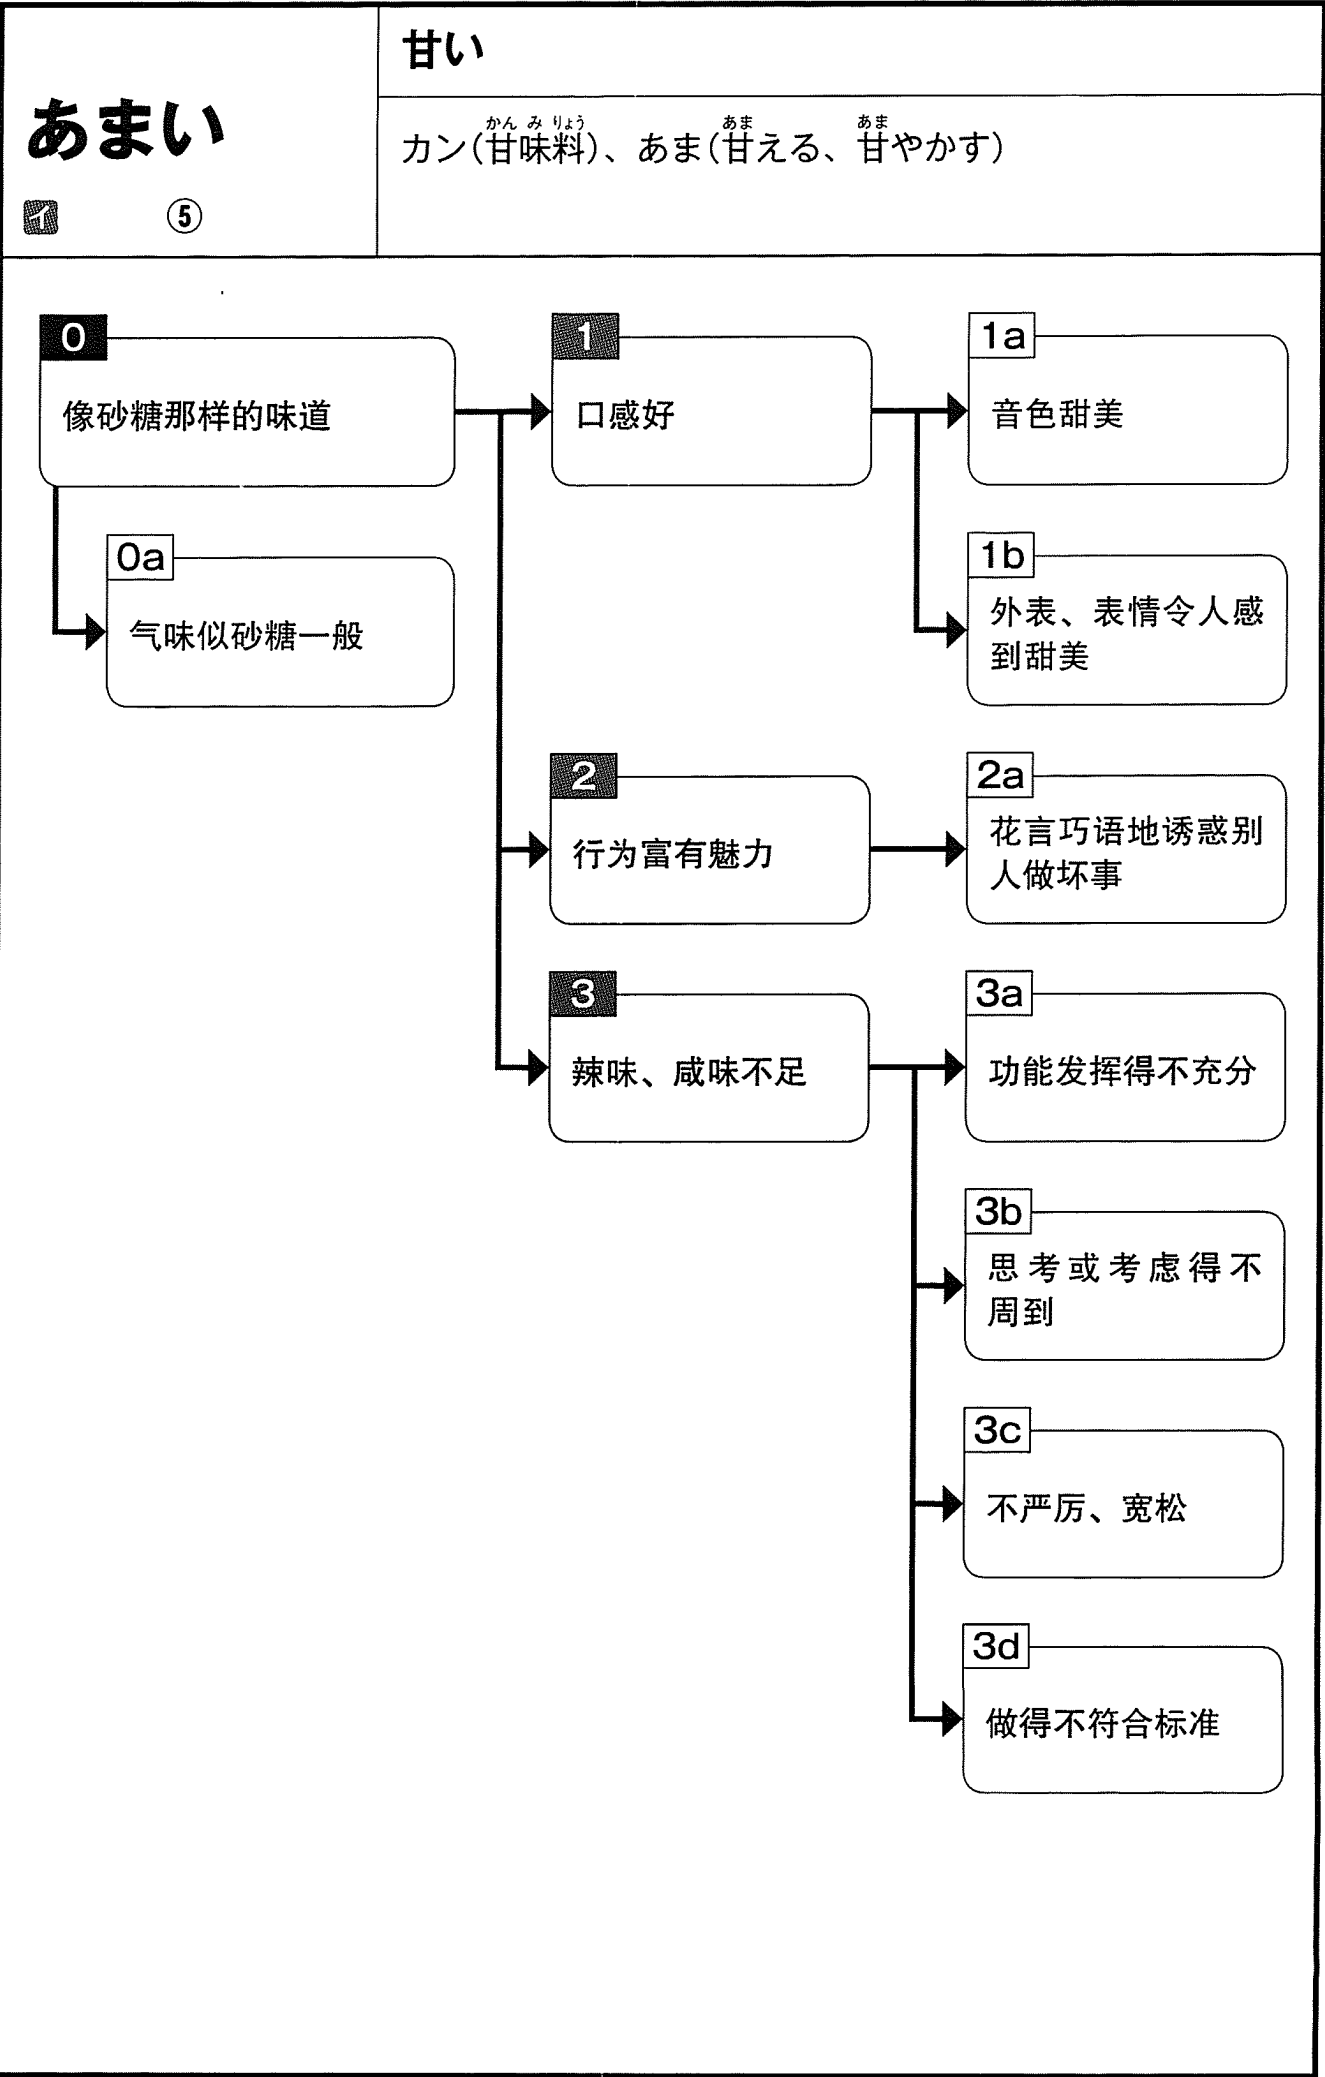 あまい
イ ⑤
甘い
かん み りょう あま あま
カン(甘味料)、あま(甘える、甘やかす)
0
像砂糖那样的味道
0a
气味似砂糖一般
1
口感好
1a
音色甜美
1b
外表、表情令人感
到甜美
2
行为富有魅力
2a
花言巧语地诱惑别
人做坏事
3
辣味、咸味不足
3a
功能发挥得不充分
3b
思考或考虑得不
周到
3c
不严厉、宽松
3d
做得不符合标准